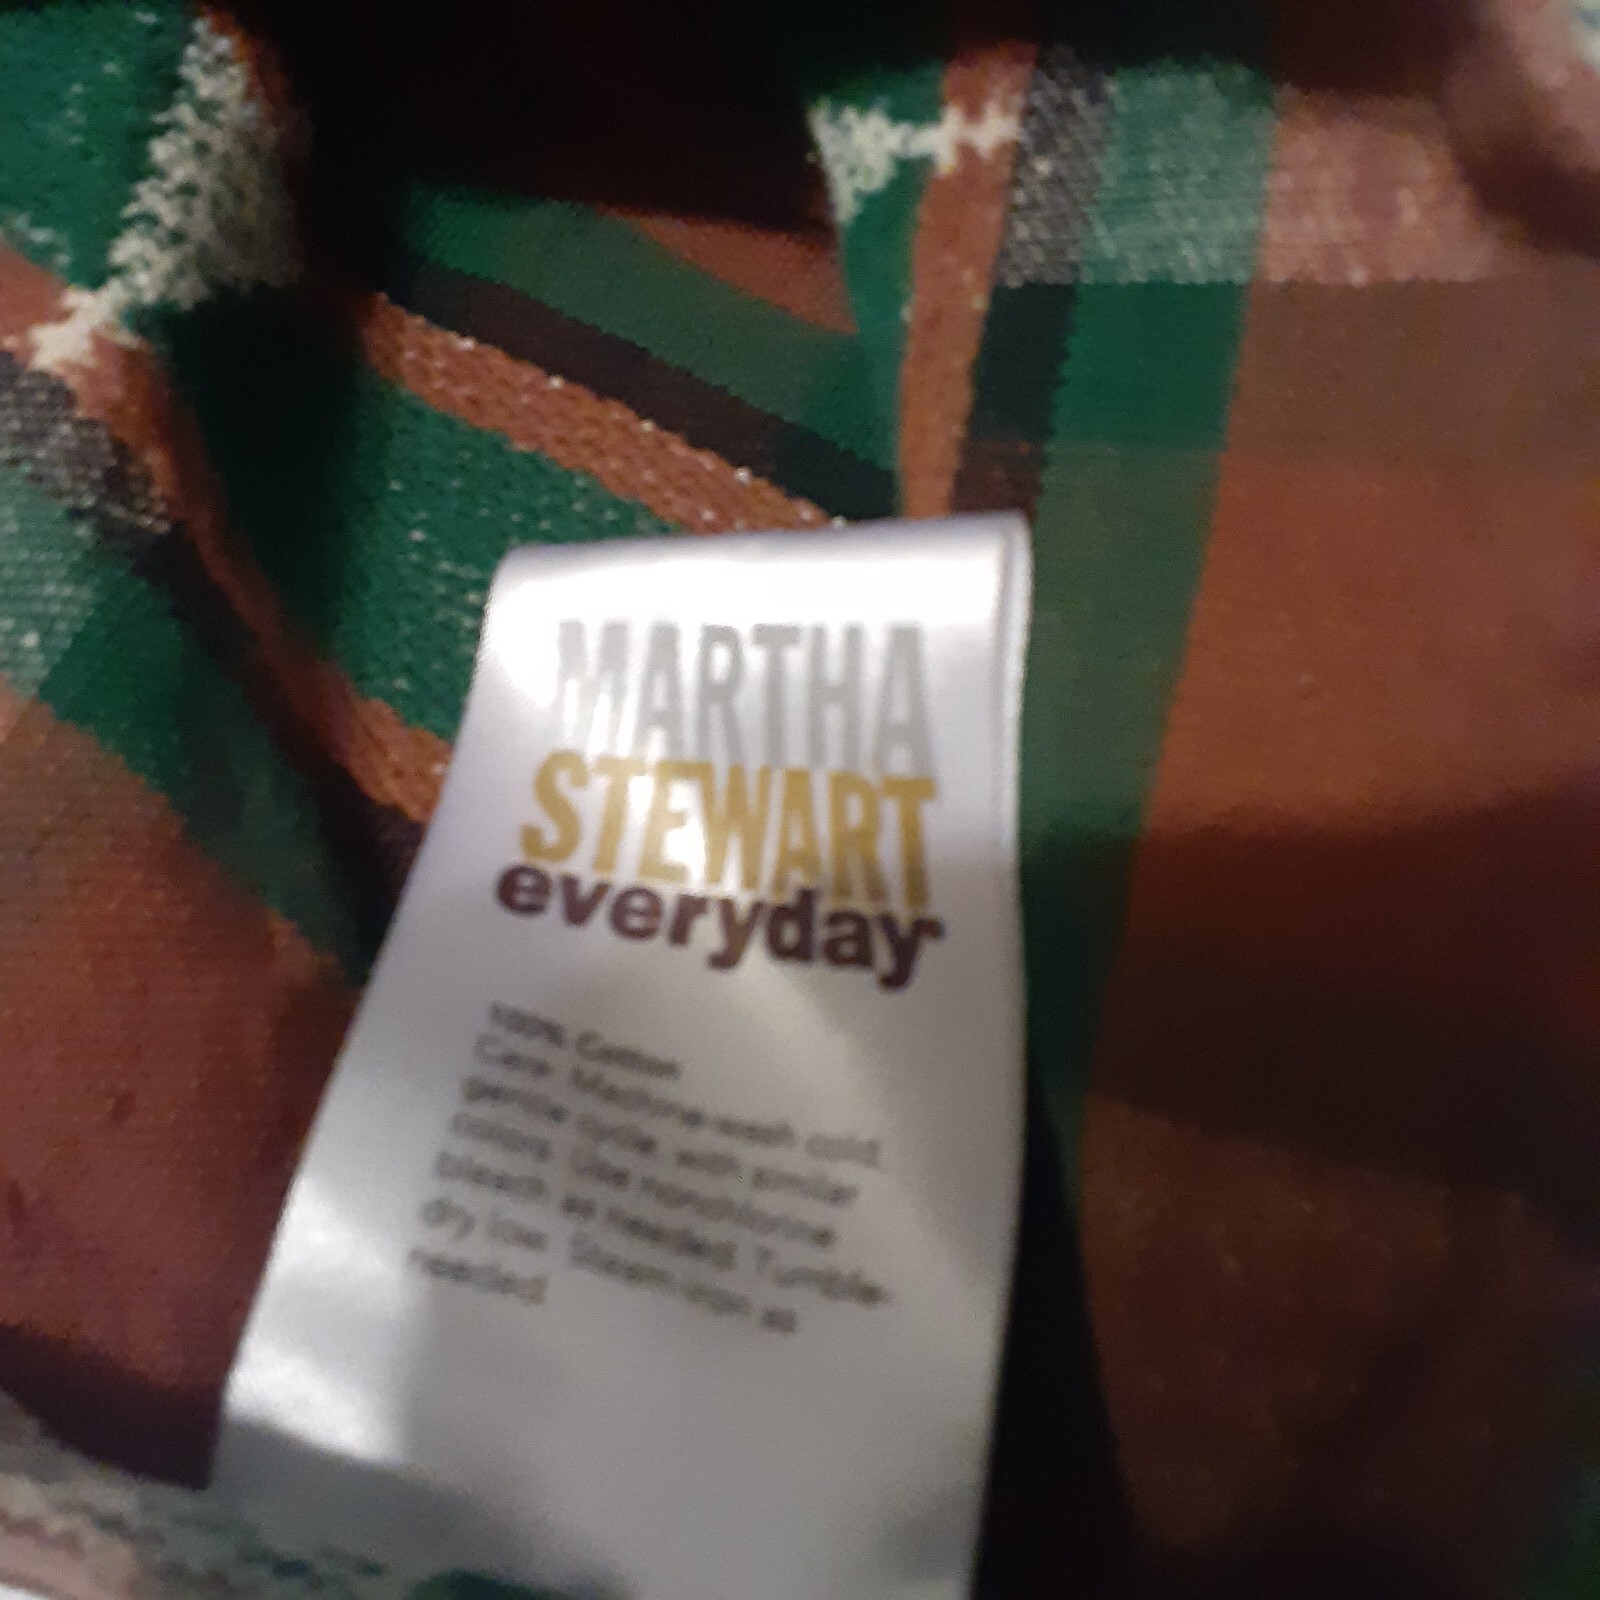 MARTHA
STEWART
everyday
100% Cotton
Care: Machine-wash cold,
gentle cycle, with similar
colors. Use nonchlorine
bleach as needed. Tumble-
dry low. Steam-iron as
needed.